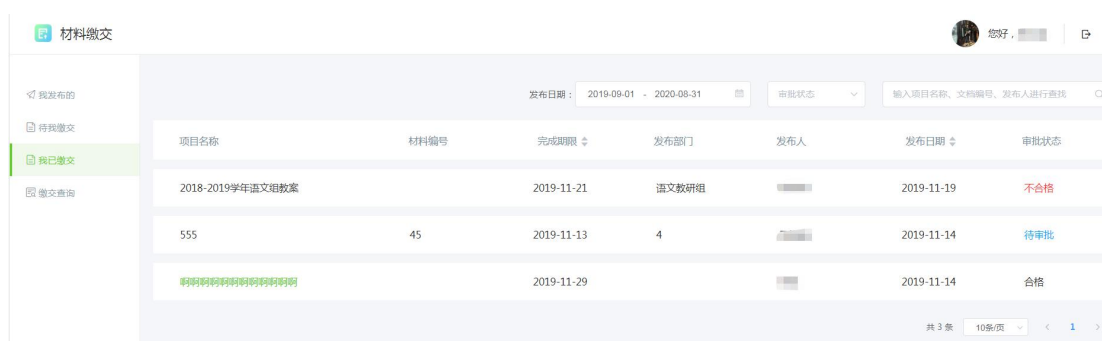 材料缴交
您好，
我发布的
待我缴交
我已缴交
缴交查询
发布日期： 2019-09-01 - 2020-08-31 审批状态 输入项目名称、文档编号、发布人进行查找
项目名称 材料编号 完成期限 发布部门 发布人 发布日期 审批状态
2018-2019学年语文组教案 2019-11-21 语文教研组 2019-11-19 不合格
555 45 2019-11-13 4 2019-11-14 待审批
啊啊啊啊啊啊啊啊啊啊啊 2019-11-29 2019-11-14 合格
共 3 条 10条/页 < 1 >